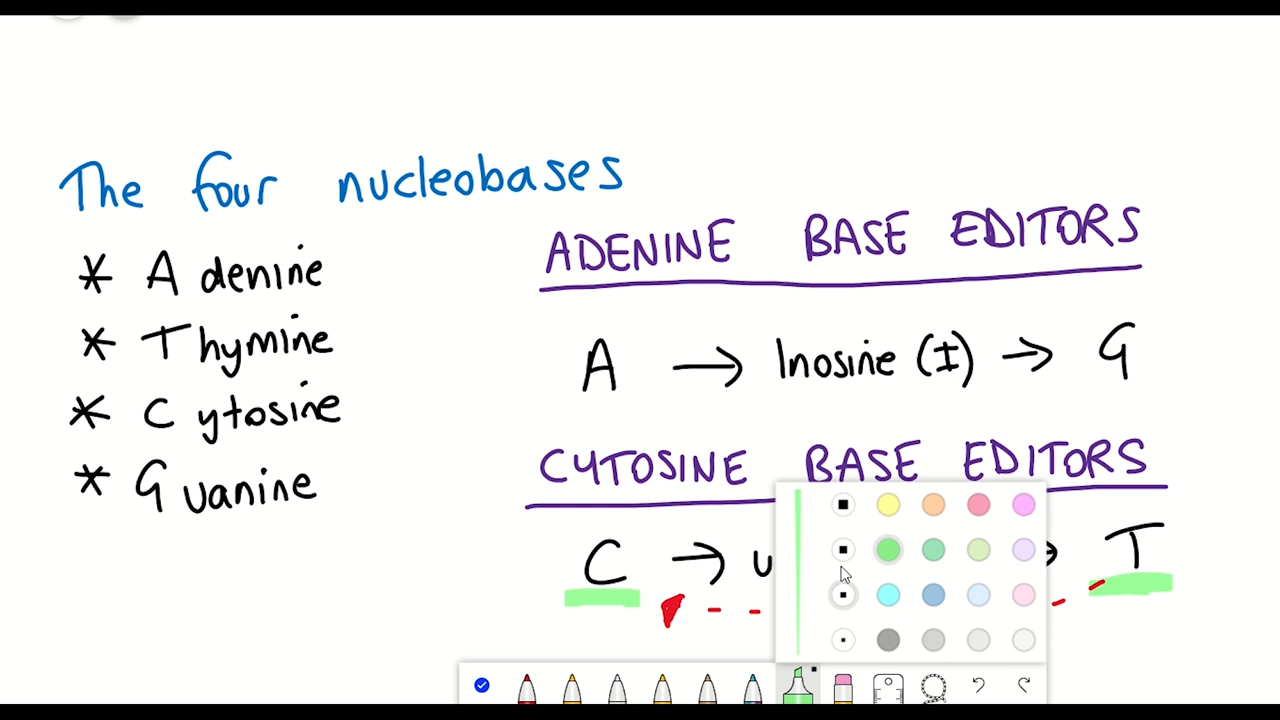 The four nucleobases
* Adenine
* Thymine
* Cytosine
* Guanine
ADENINE BASE EDITORS
A → Inosine (I) → G
CYTOSINE BASE EDITORS
C → T